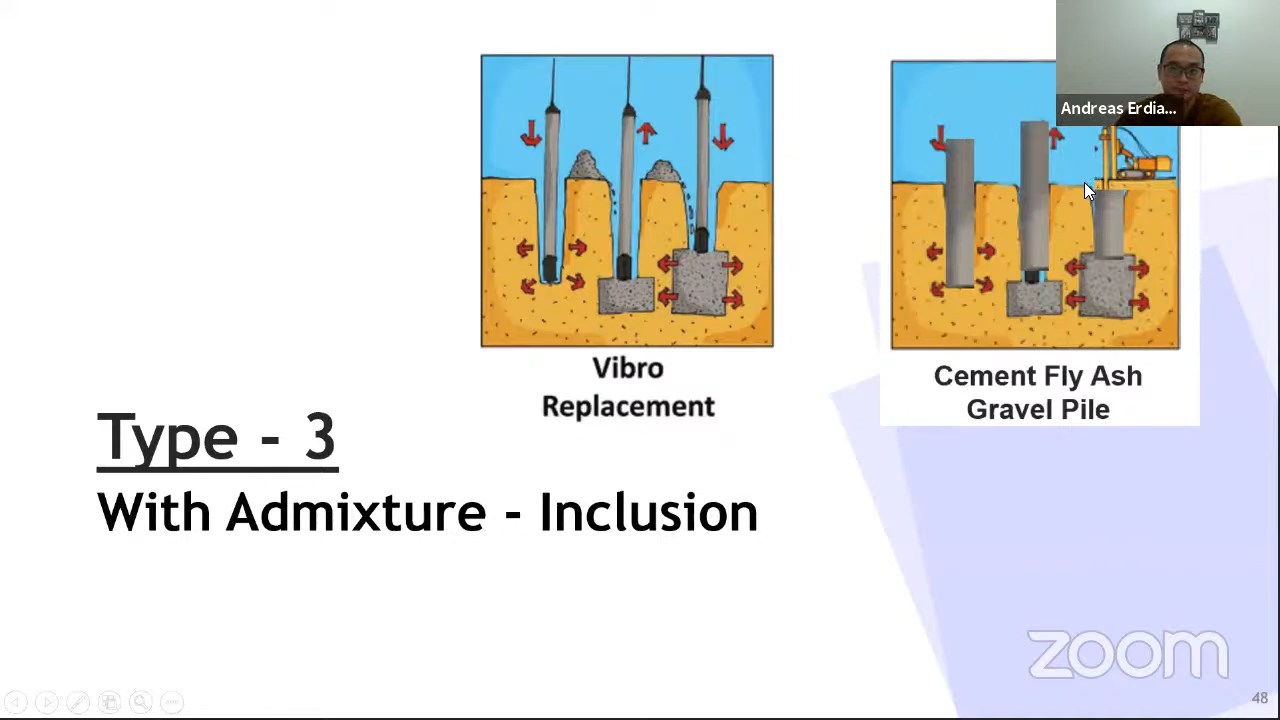 Andreas Erdia...
Vibro
Replacement
Cement Fly Ash
Gravel Pile
Type - 3
With Admixture - Inclusion
zoom
48